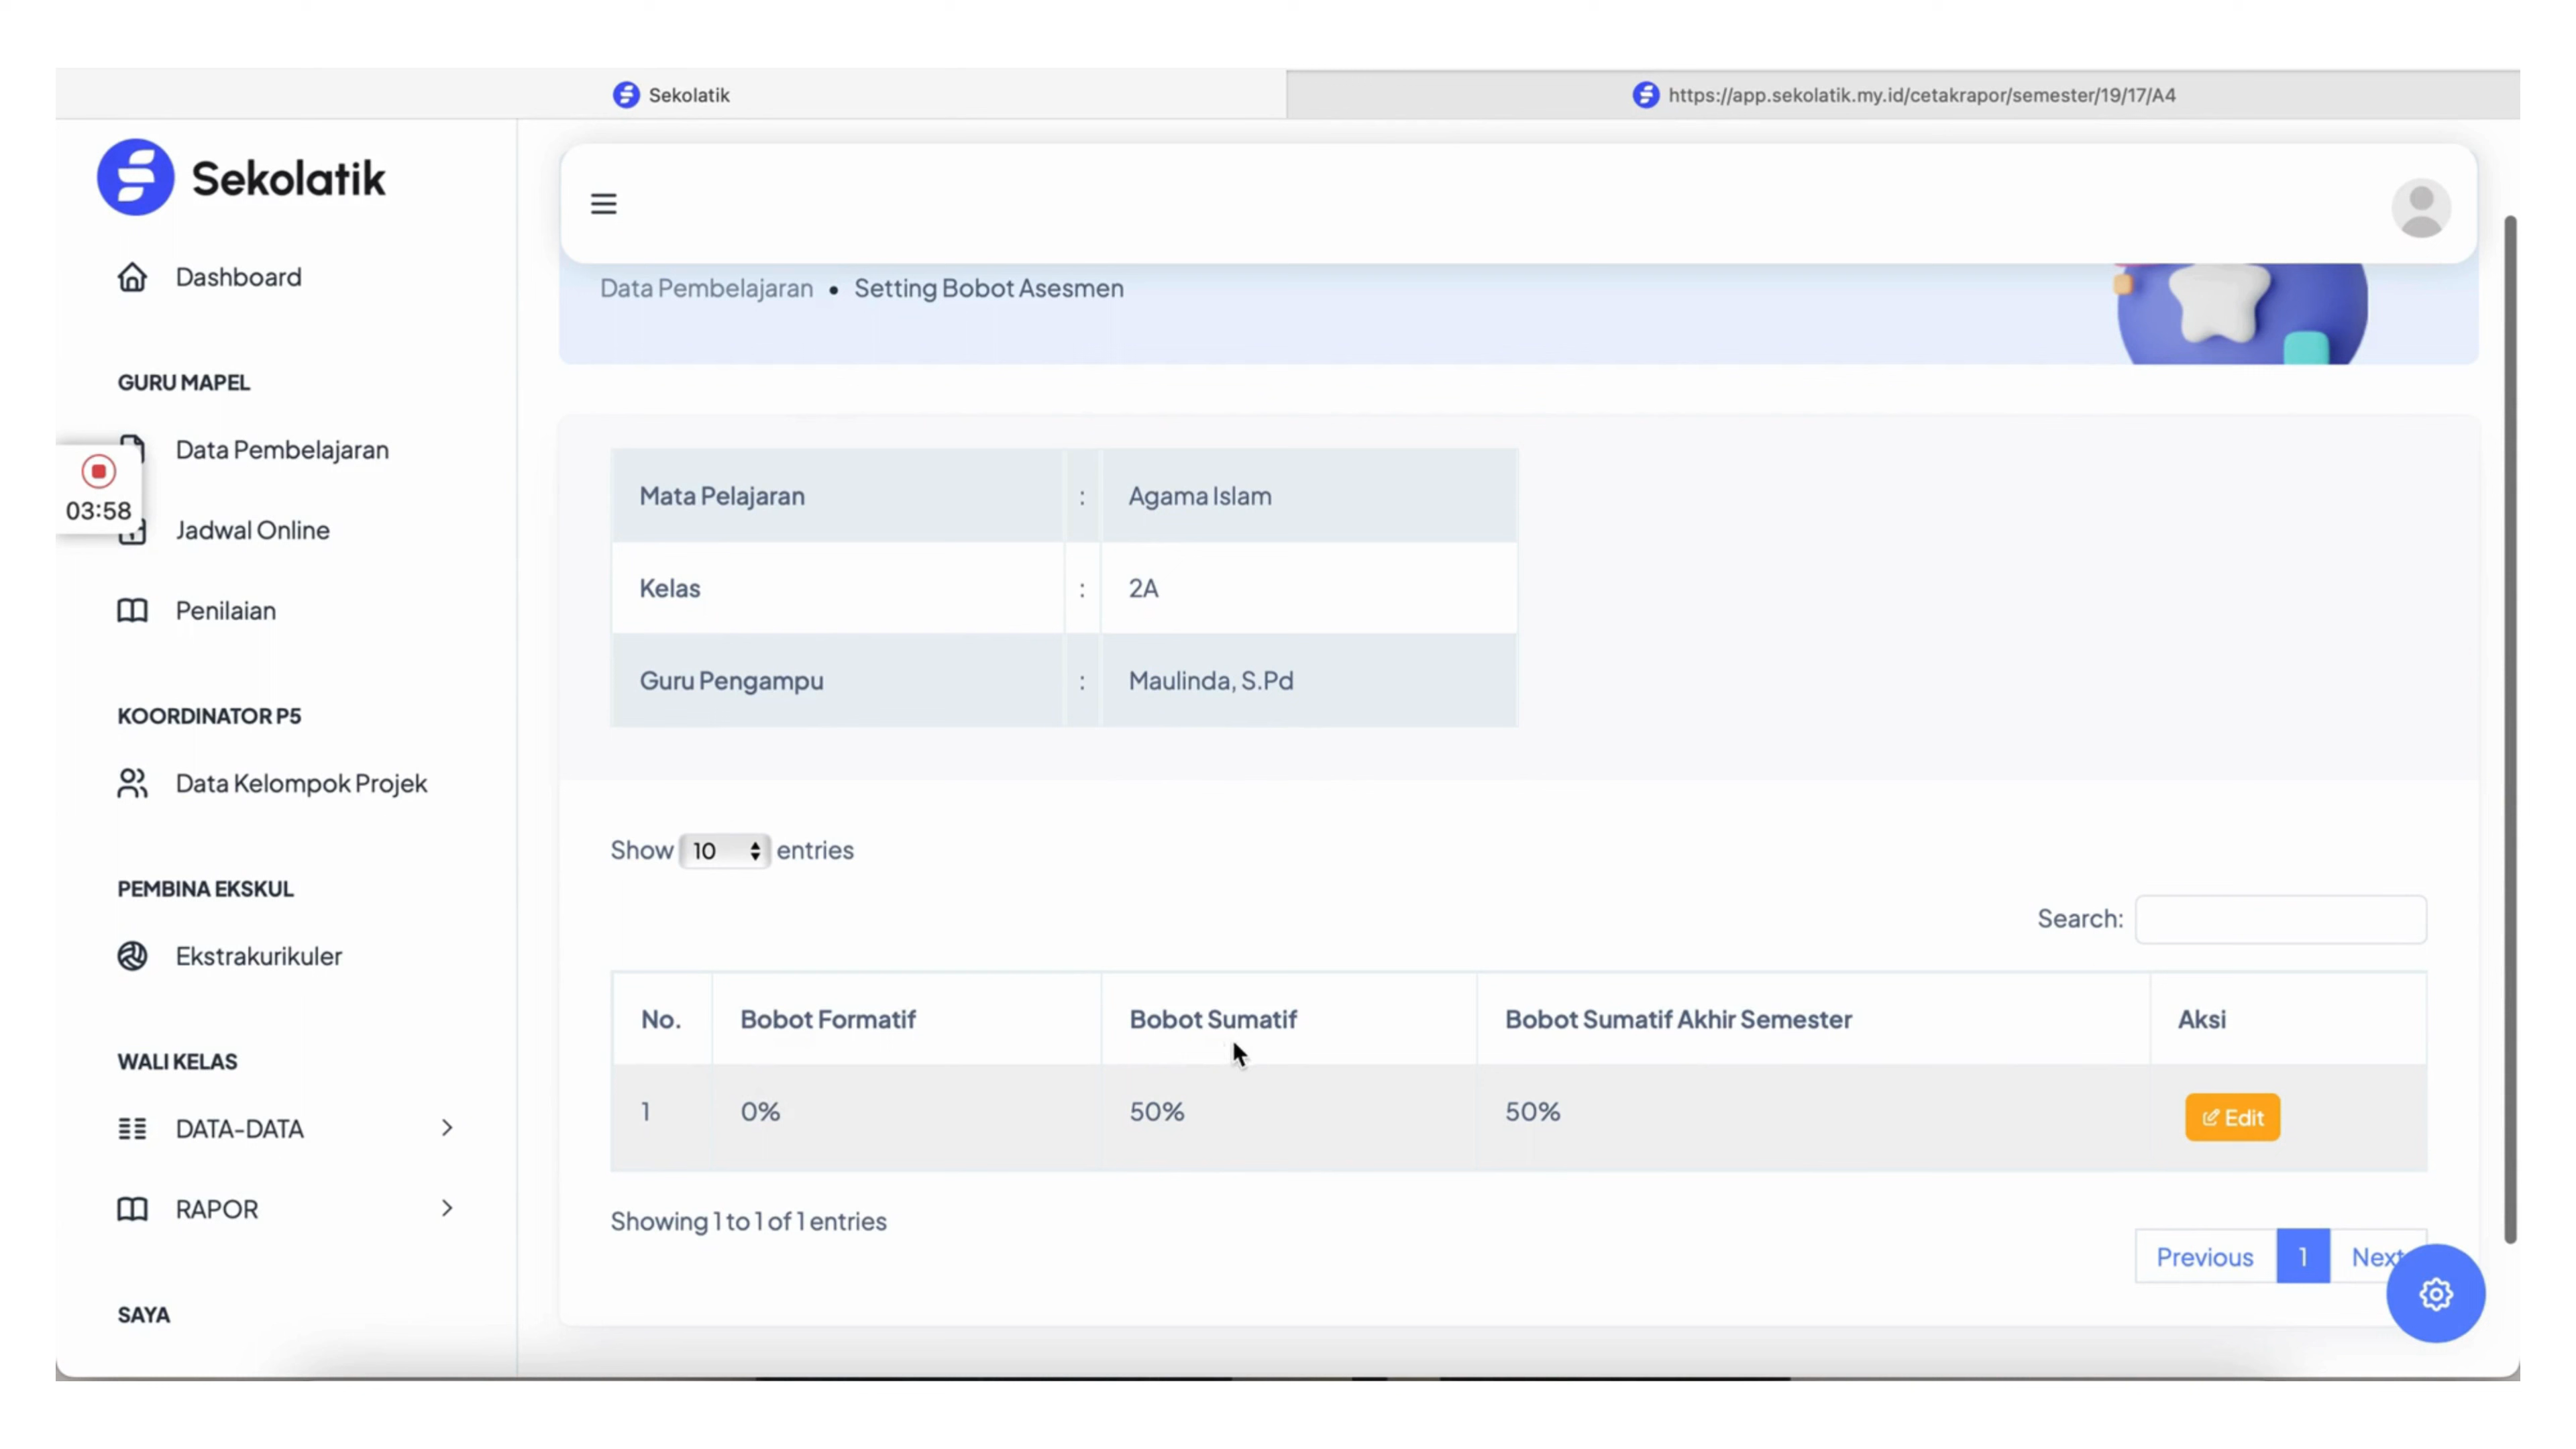 Sekolatik
https://app.sekolatik.my.id/cetakrapor/semester/19/17/A4
Sekolatik
Dashboard
GURU MAPEL
Data Pembelajaran
Jadwal Online
Penilaian
KOORDINATOR P5
Data Kelompok Projek
PEMBINA EKSKUL
Ekstrakurikuler
WALI KELAS
DATA-DATA
RAPOR
SAYA
03:58
Data Pembelajaran • Setting Bobot Asesmen
Mata Pelajaran : Agama Islam
Kelas : 2A
Guru Pengampu : Maulinda, S.Pd
Show 10 entries
Search:
No. Bobot Formatif Bobot Sumatif Bobot Sumatif Akhir Semester Aksi
1 0% 50% 50% Edit
Showing 1 to 1 of 1 entries
Previous 1 Next